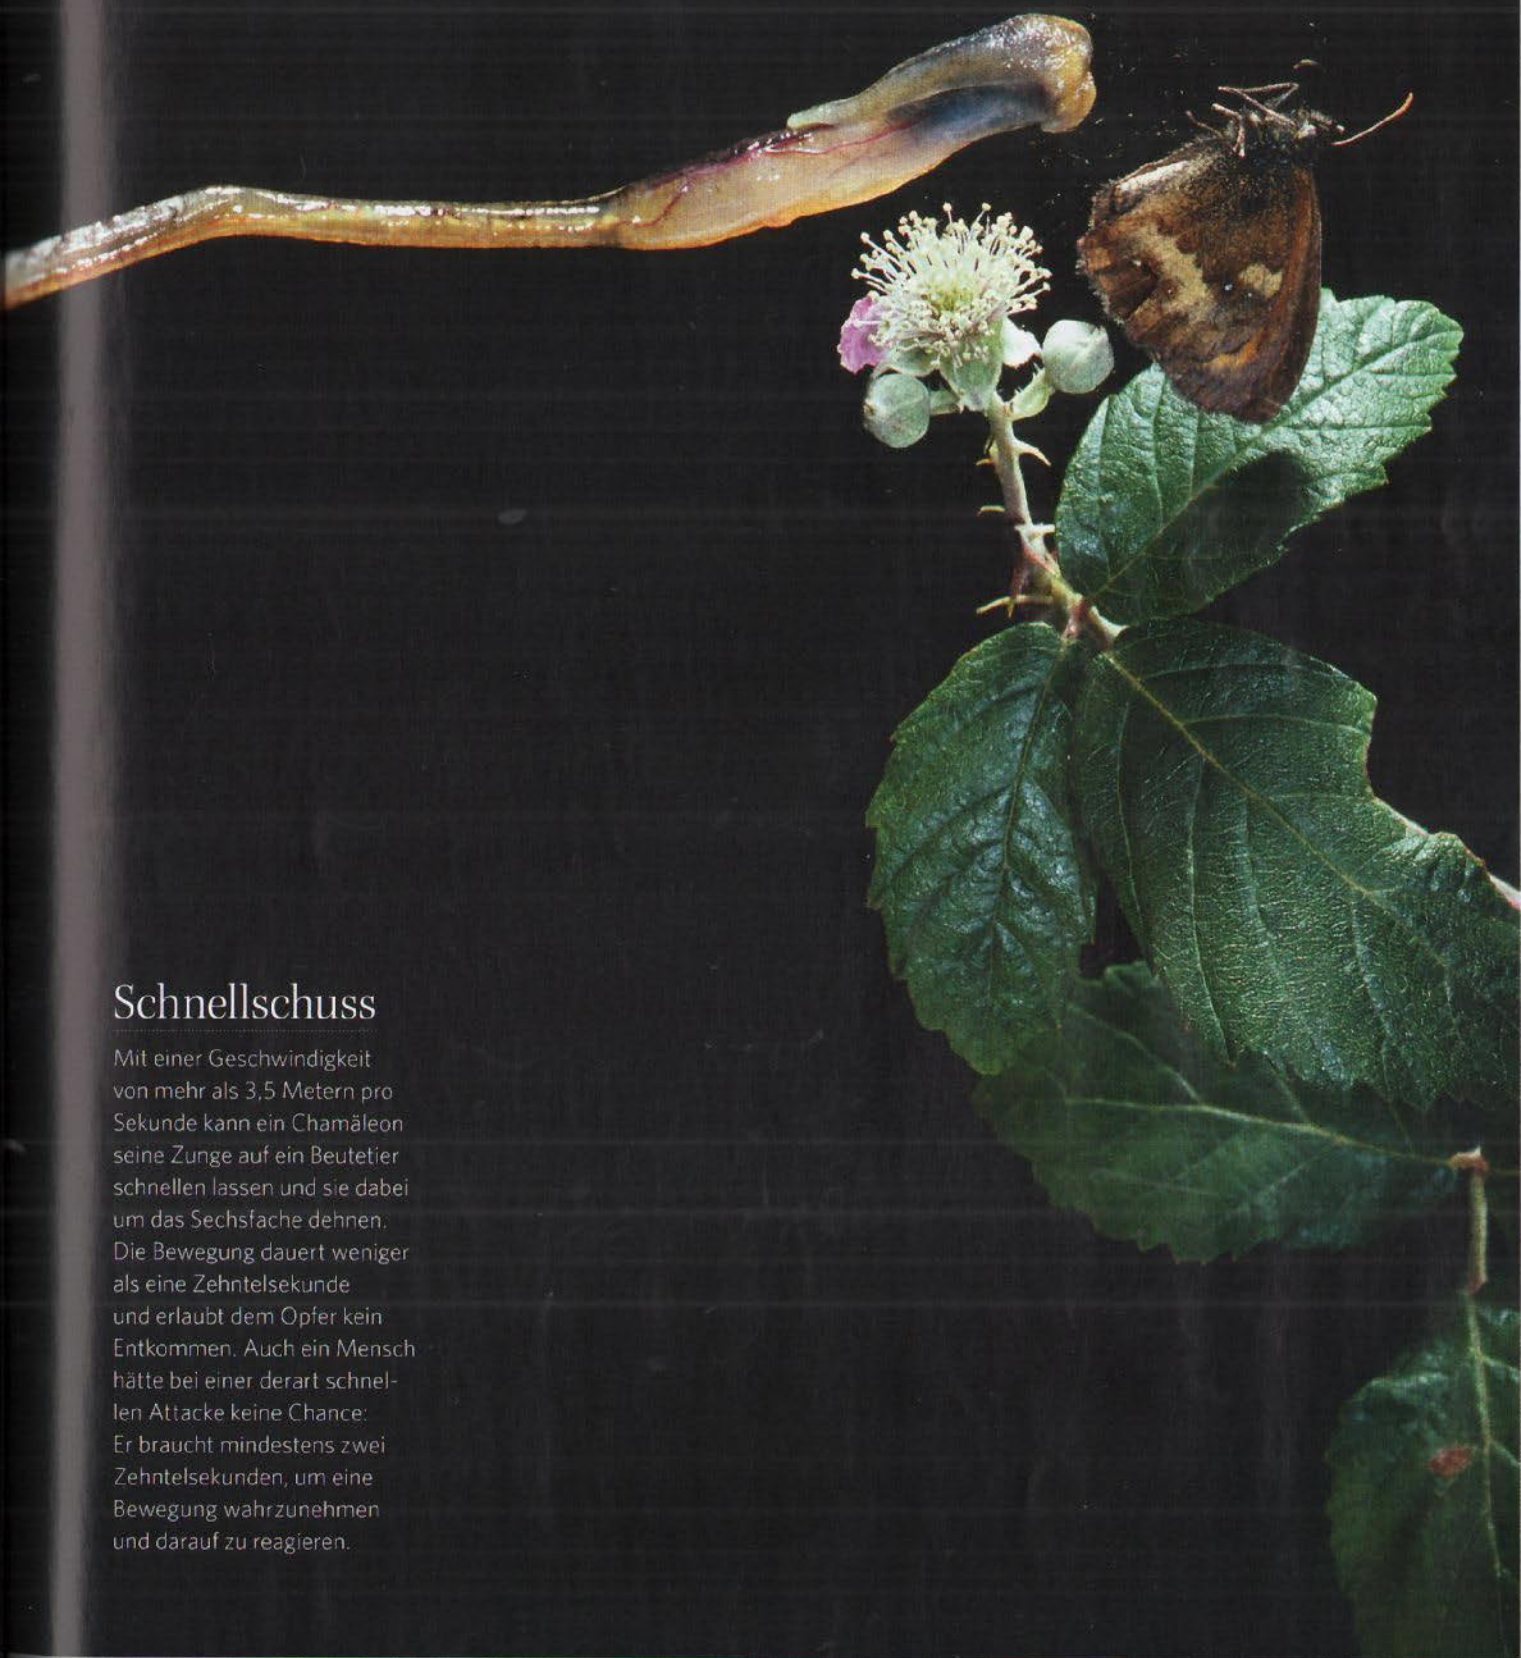 Schnellschuss
Mit einer Geschwindigkeit
von mehr als 3,5 Metern pro
Sekunde kann ein Chamäleon
seine Zunge auf ein Beutetier
schnellen lassen und sie dabei
um das Sechsfache dehnen.
Die Bewegung dauert weniger
als eine Zehntelsekunde
und erlaubt dem Opfer kein
Entkommen. Auch ein Mensch
hätte bei einer derart schnel-
len Attacke keine Chance:
Er braucht mindestens zwei
Zehntelsekunden, um eine
Bewegung wahrzunehmen
und darauf zu reagieren.